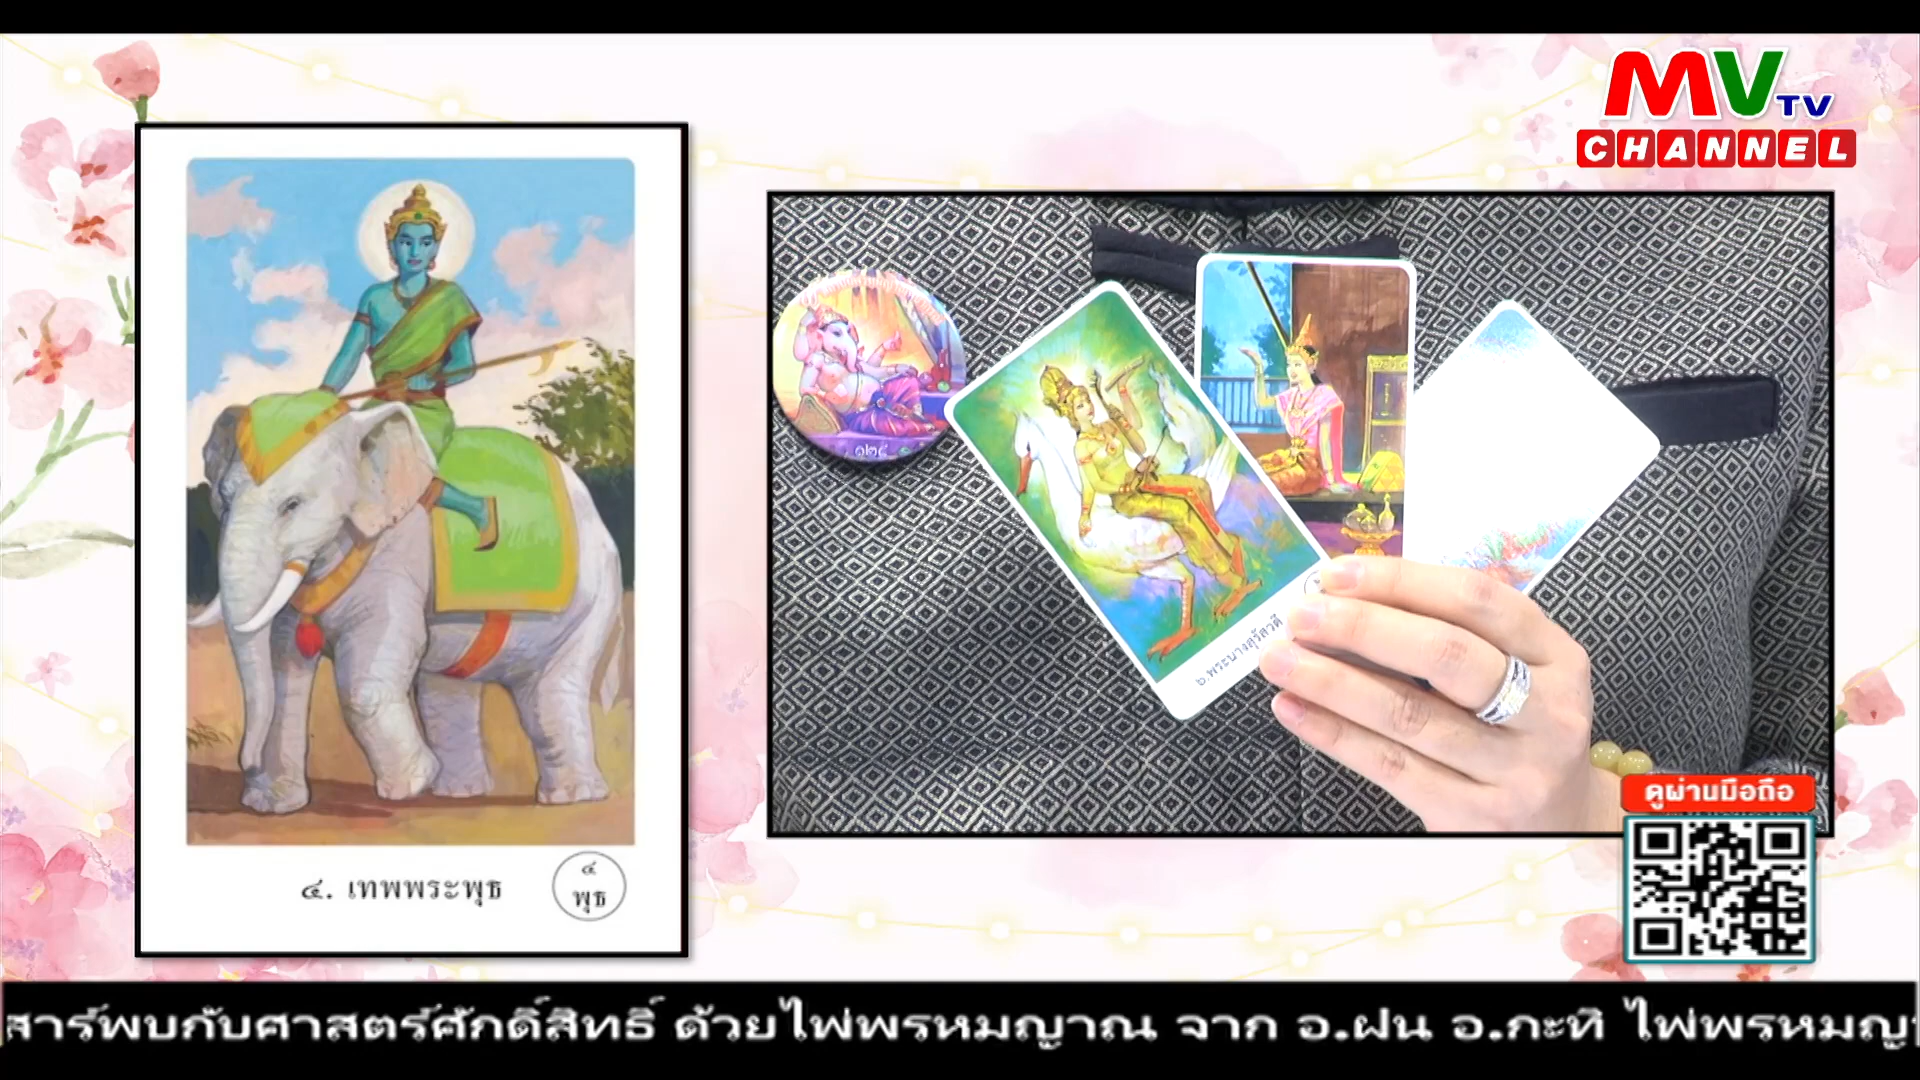 MVTV
CHANNEL
๑๒๔
๖.พระนางสุรัสวดี
๔. เทพพระพุธ
๔
พุธ
ดูผ่านมือถือ
สาร์พบกับศาสตร์ศักดิ์สิทธิ์ ด้วยไพ่พรหมญาณ จาก อ.ฝน อ.กะทิ ไพ่พรหมญ